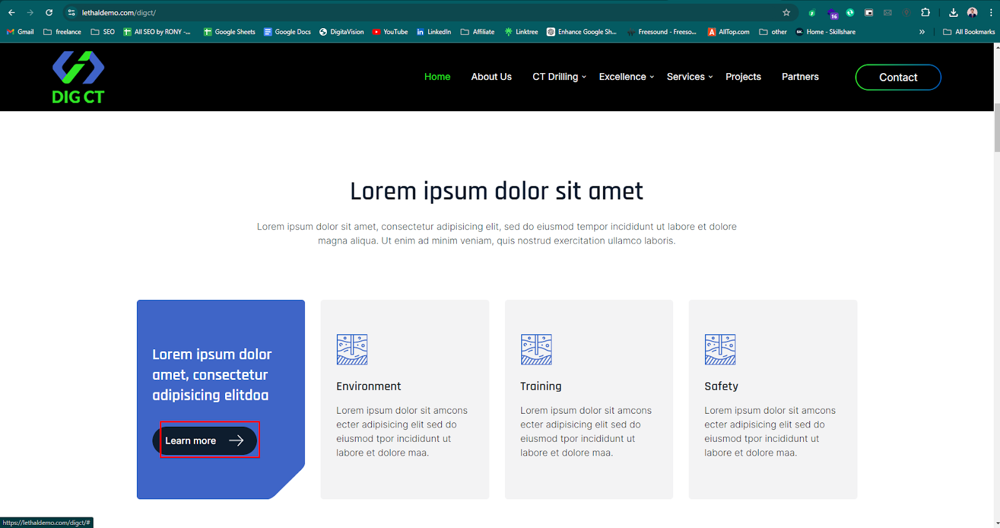 lethaldemo.com/digct/
16
Gmail freelance SEO All SEO by RONY -... Google Sheets Google Docs DigitaVision YouTube LinkedIn Affiliate Linktree Enhance Google Sh... Freesound - Freeso... AllTop.com other Home - Skillshare » All Bookmarks
DIG CT
Home About Us CT Drilling Excellence Services Projects Partners Contact
Lorem ipsum dolor sit amet
Lorem ipsum dolor sit amet, consectetur adipisicing elit, sed do eiusmod tempor incididunt ut labore et dolore
magna aliqua. Ut enim ad minim veniam, quis nostrud exercitation ullamco laboris.
Lorem ipsum dolor
amet, consectetur
adipisicing elitdoa
Learn more
Environment
Lorem ipsum dolor sit amcons
ecter adipisicing elit sed do
eiusmod tpor incididunt ut
labore et dolore maa.
Training
Lorem ipsum dolor sit amcons
ecter adipisicing elit sed do
eiusmod tpor incididunt ut
labore et dolore maa.
Safety
Lorem ipsum dolor sit amcons
ecter adipisicing elit sed do
eiusmod tpor incididunt ut
labore et dolore maa.
https://lethaldemo.com/digct/#